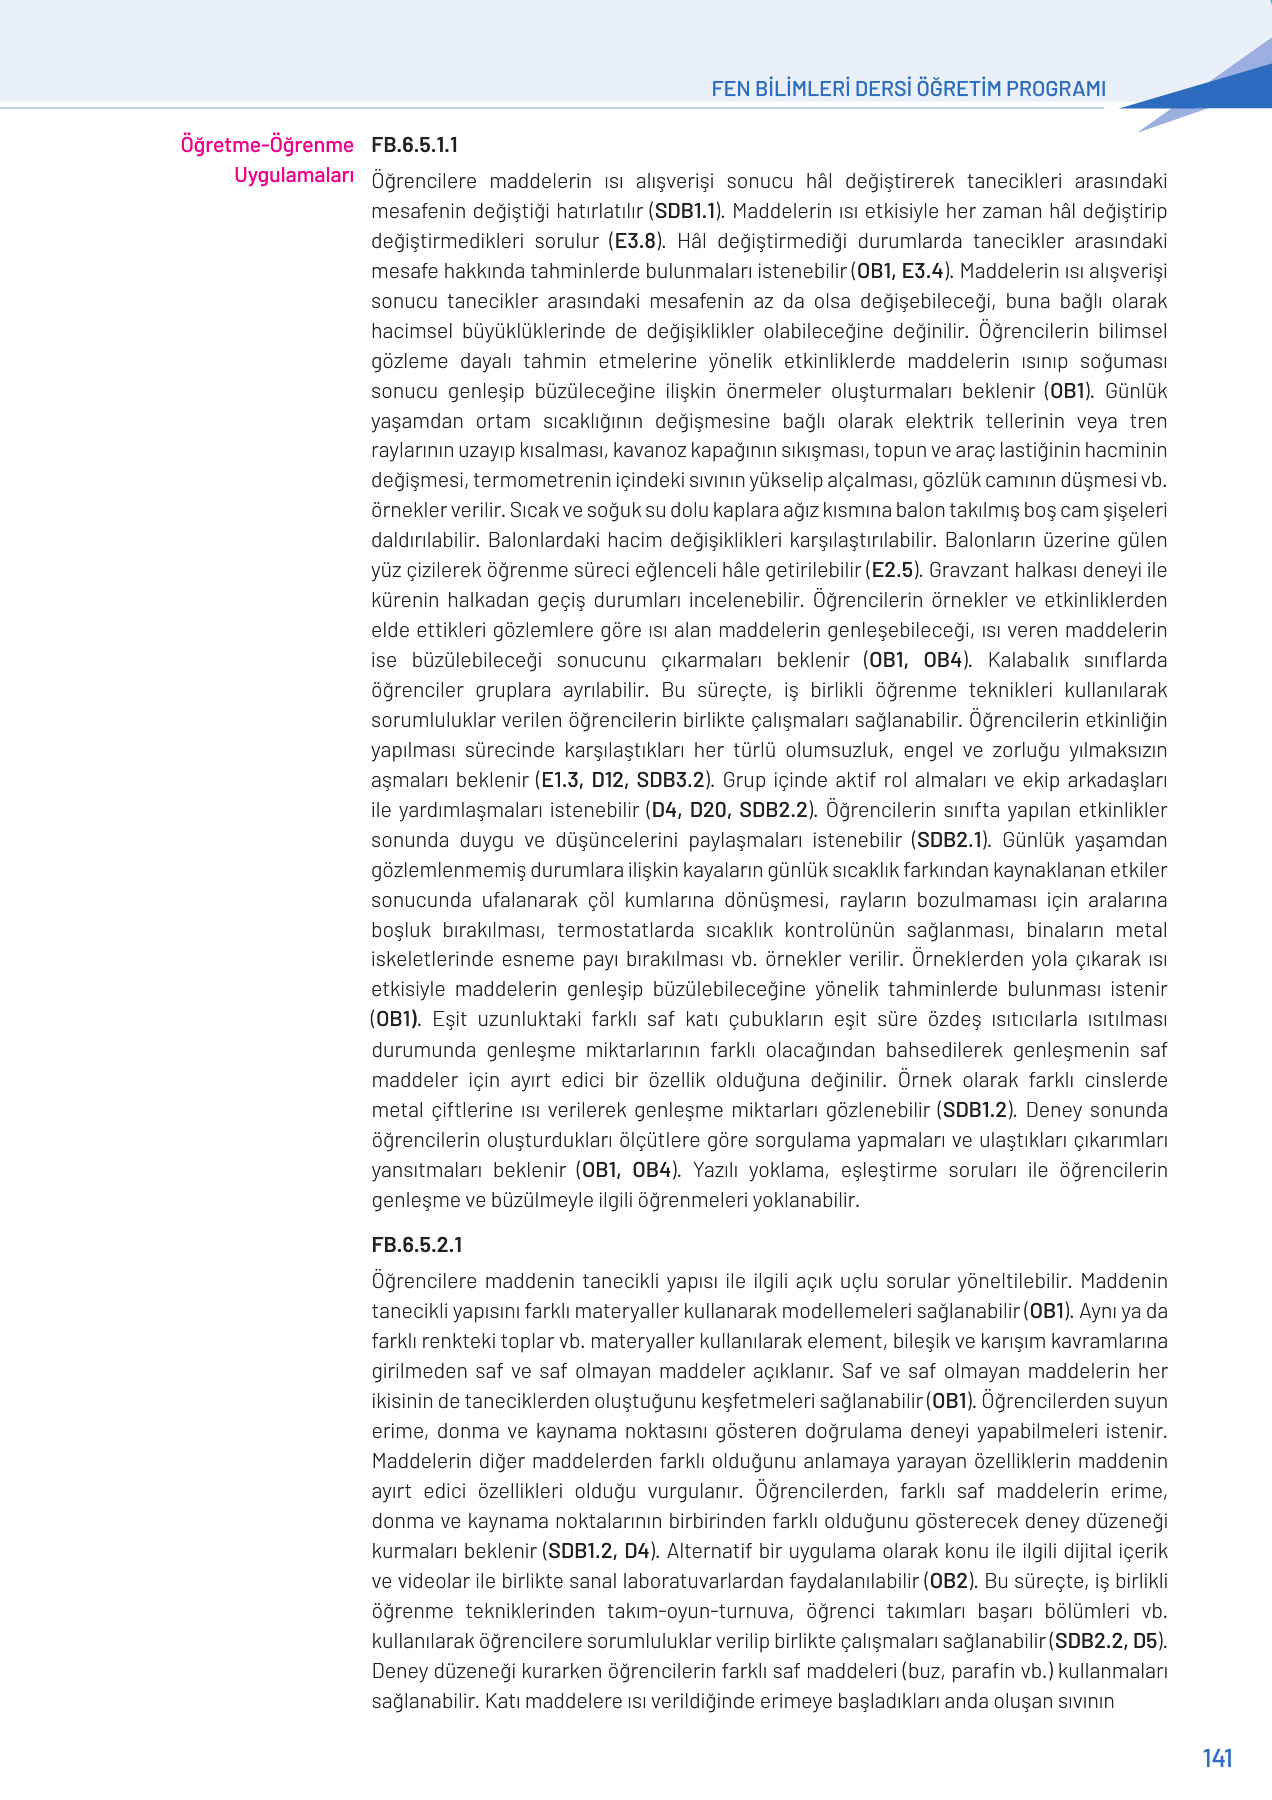 FEN BİLİMLERİ DERSİ ÖĞRETİM PROGRAMI
Öğretme-Öğrenme
Uygulamaları
FB.6.5.1.1
Öğrencilere maddelerin ısı alışverişi sonucu hâl değiştirerek tanecikleri arasındaki
mesafenin değiştiği hatırlatılır (SDB1.1). Maddelerin ısı etkisiyle her zaman hâl değiştirip
değiştirmedikleri sorulur (E3.8). Hâl değiştirmediği durumlarda tanecikler arasındaki
mesafe hakkında tahminlerde bulunmaları istenebilir (OB1, E3.4). Maddelerin ısı alışverişi
sonucu tanecikler arasındaki mesafenin az da olsa değişebileceği, buna bağlı olarak
hacimsel büyüklüklerinde de değişiklikler olabileceğine değinilir. Öğrencilerin bilimsel
gözleme dayalı tahmin etmelerine yönelik etkinliklerde maddelerin ısınıp soğuması
sonucu genleşip büzüleceğine ilişkin önermeler oluşturmaları beklenir (OB1). Günlük
yaşamdan ortam sıcaklığının değişmesine bağlı olarak elektrik tellerinin veya tren
raylarının uzayıp kısalması, kavanoz kapağının sıkışması, topun ve araç lastiğinin hacminin
değişmesi, termometrenin içindeki sıvının yükselip alçalması, gözlük camının düşmesi vb.
örnekler verilir. Sıcak ve soğuk su dolu kaplara ağız kısmına balon takılmış boş cam şişeleri
daldırılabilir. Balonlardaki hacim değişiklikleri karşılaştırılabilir. Balonların üzerine gülen
yüz çizilerek öğrenme süreci eğlenceli hâle getirilebilir (E2.5). Gravzant halkası deneyi ile
kürenin halkadan geçiş durumları incelenebilir. Öğrencilerin örnekler ve etkinliklerden
elde ettikleri gözlemlere göre ısı alan maddelerin genleşebileceği, ısı veren maddelerin
ise büzülebileceği sonucunu çıkarmaları beklenir (OB1, OB4). Kalabalık sınıflarda
öğrenciler gruplara ayrılabilir. Bu süreçte, iş birlikli öğrenme teknikleri kullanılarak
sorumluluklar verilen öğrencilerin birlikte çalışmaları sağlanabilir. Öğrencilerin etkinliğin
yapılması sürecinde karşılaştıkları her türlü olumsuzluk, engel ve zorluğu yılmaksızın
aşmaları beklenir (E1.3, D12, SDB3.2). Grup içinde aktif rol almaları ve ekip arkadaşları
ile yardımlaşmaları istenebilir (D4, D20, SDB2.2). Öğrencilerin sınıfta yapılan etkinlikler
sonunda duygu ve düşüncelerini paylaşmaları istenebilir (SDB2.1). Günlük yaşamdan
gözlemlenmemiş durumlara ilişkin kayaların günlük sıcaklık farkından kaynaklanan etkiler
sonucunda ufalanarak çöl kumlarına dönüşmesi, rayların bozulmaması için aralarına
boşluk bırakılması, termostatlarda sıcaklık kontrolünün sağlanması, binaların metal
iskeletlerinde esneme payı bırakılması vb. örnekler verilir. Örneklerden yola çıkarak ısı
etkisiyle maddelerin genleşip büzülebileceğine yönelik tahminlerde bulunması istenir
(OB1). Eşit uzunluktaki farklı saf katı çubukların eşit süre özdeş ısıtıcılarla ısıtılması
durumunda genleşme miktarlarının farklı olacağından bahsedilerek genleşmenin saf
maddeler için ayırt edici bir özellik olduğuna değinilir. Örnek olarak farklı cinslerde
metal çiftlerine ısı verilerek genleşme miktarları gözlenebilir (SDB1.2). Deney sonunda
öğrencilerin oluşturdukları ölçütlere göre sorgulama yapmaları ve ulaştıkları çıkarımları
yansıtmaları beklenir (OB1, OB4). Yazılı yoklama, eşleştirme soruları ile öğrencilerin
genleşme ve büzülmeyle ilgili öğrenmeleri yoklanabilir.
FB.6.5.2.1
Öğrencilere maddenin tanecikli yapısı ile ilgili açık uçlu sorular yöneltilebilir. Maddenin
tanecikli yapısını farklı materyaller kullanarak modellemeleri sağlanabilir (OB1). Aynı ya da
farklı renkteki toplar vb. materyaller kullanılarak element, bileşik ve karışım kavramlarına
girilmeden saf ve saf olmayan maddeler açıklanır. Saf ve saf olmayan maddelerin her
ikisinin de taneciklerden oluştuğunu keşfetmeleri sağlanabilir (OB1). Öğrencilerden suyun
erime, donma ve kaynama noktasını gösteren doğrulama deneyi yapabilmeleri istenir.
Maddelerin diğer maddelerden farklı olduğunu anlamaya yarayan özelliklerin maddenin
ayırt edici özellikleri olduğu vurgulanır. Öğrencilerden, farklı saf maddelerin erime,
donma ve kaynama noktalarının birbirinden farklı olduğunu gösterecek deney düzeneği
kurmaları beklenir (SDB1.2, D4). Alternatif bir uygulama olarak konu ile ilgili dijital içerik
ve videolar ile birlikte sanal laboratuvarlardan faydalanılabilir (OB2). Bu süreçte, iş birlikli
öğrenme tekniklerinden takım-oyun-turnuva, öğrenci takımları başarı bölümleri vb.
kullanılarak öğrencilere sorumluluklar verilip birlikte çalışmaları sağlanabilir (SDB2.2, D5).
Deney düzeneği kurarken öğrencilerin farklı saf maddeleri (buz, parafin vb.) kullanmaları
sağlanabilir. Katı maddelere ısı verildiğinde erimeye başladıkları anda oluşan sıvının
141